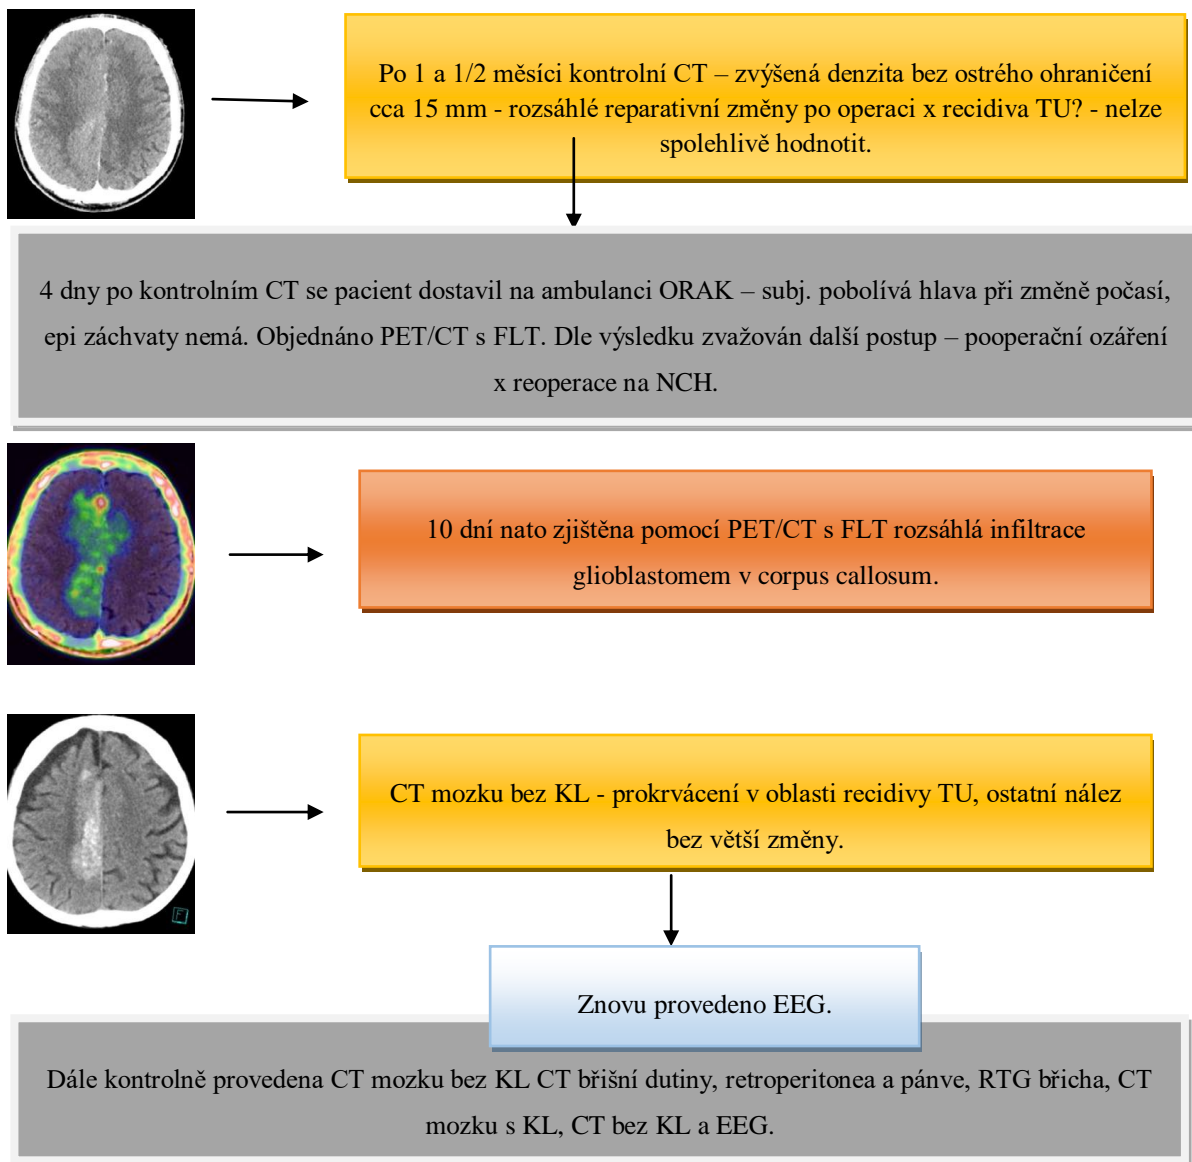 Po 1 a 1/2 měsíci kontrolní CT – zvýšená denzita bez ostrého ohraničení
cca 15 mm - rozsáhlé reparativní změny po operaci x recidiva TU? - nelze
spolehlivě hodnotit.
4 dny po kontrolním CT se pacient dostavil na ambulanci ORAK – subj. pobolívá hlava při změně počasí,
epi záchvaty nemá. Objednáno PET/CT s FLT. Dle výsledku zvažován další postup – pooperační ozáření
x reoperace na NCH.
10 dní nato zjištěna pomocí PET/CT s FLT rozsáhlá infiltrace
glioblastomem v corpus callosum.
CT mozku bez KL - prokrvácení v oblasti recidivy TU, ostatní nález
bez větší změny.
F
Znovu provedeno EEG.
Dále kontrolně provedena CT mozku bez KL CT břišní dutiny, retroperitonea a pánve, RTG břicha, CT
mozku s KL, CT bez KL a EEG.